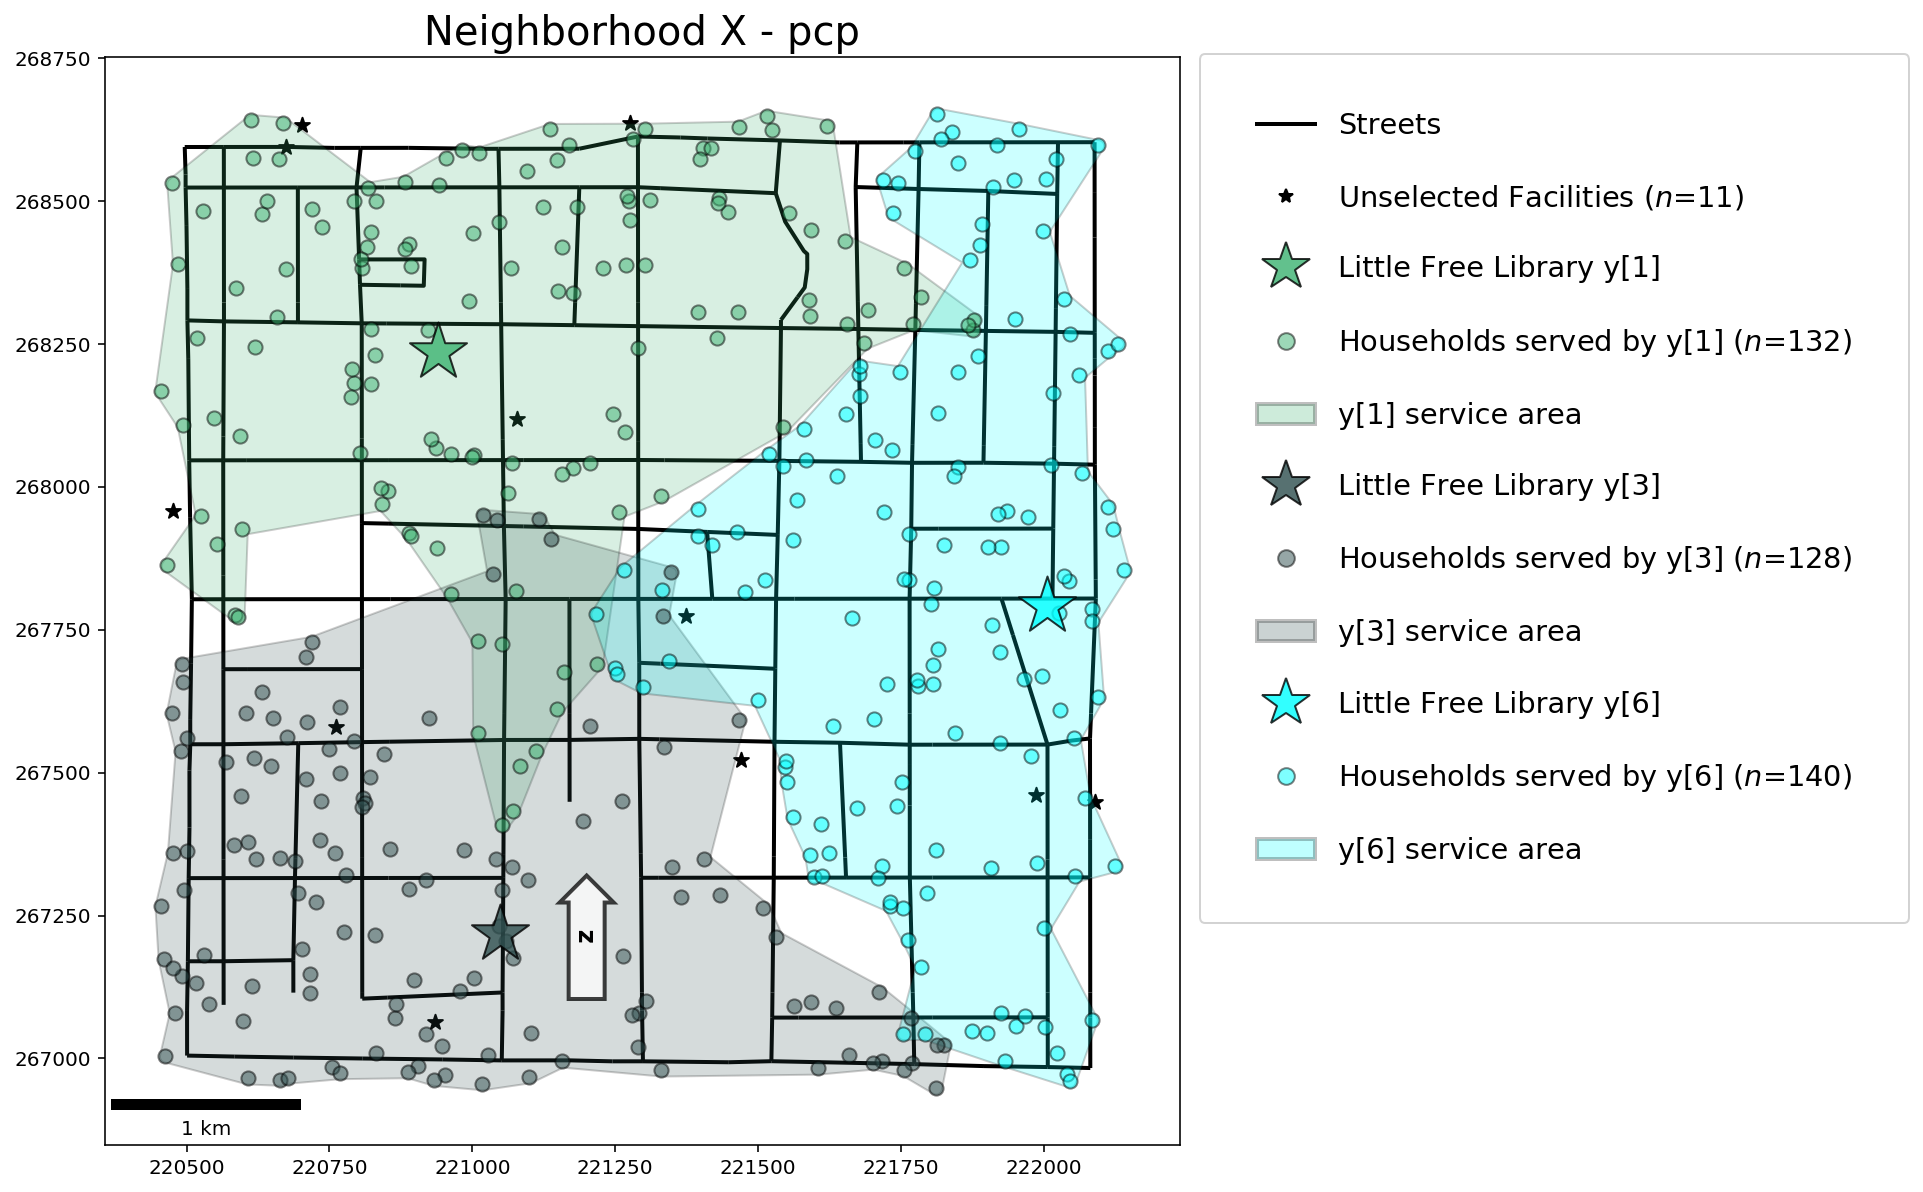 Neighborhood X - pcp
268750
268500
268250
268000
267750
267500
267250
267000
220500
220750
221000
221250
221500
221750
222000
1 km
N
Streets
Unselected Facilities (n=11)
Little Free Library y[1]
Households served by y[1] (n=132)
y[1] service area
Little Free Library y[3]
Households served by y[3] (n=128)
y[3] service area
Little Free Library y[6]
Households served by y[6] (n=140)
y[6] service area